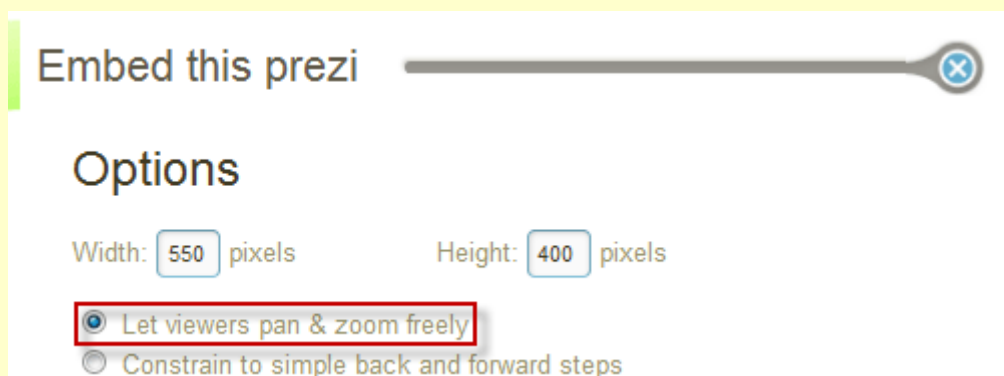 Embed this prezi
Options
Width: 550 pixels Height: 400 pixels
Let viewers pan & zoom freely
Constrain to simple back and forward steps